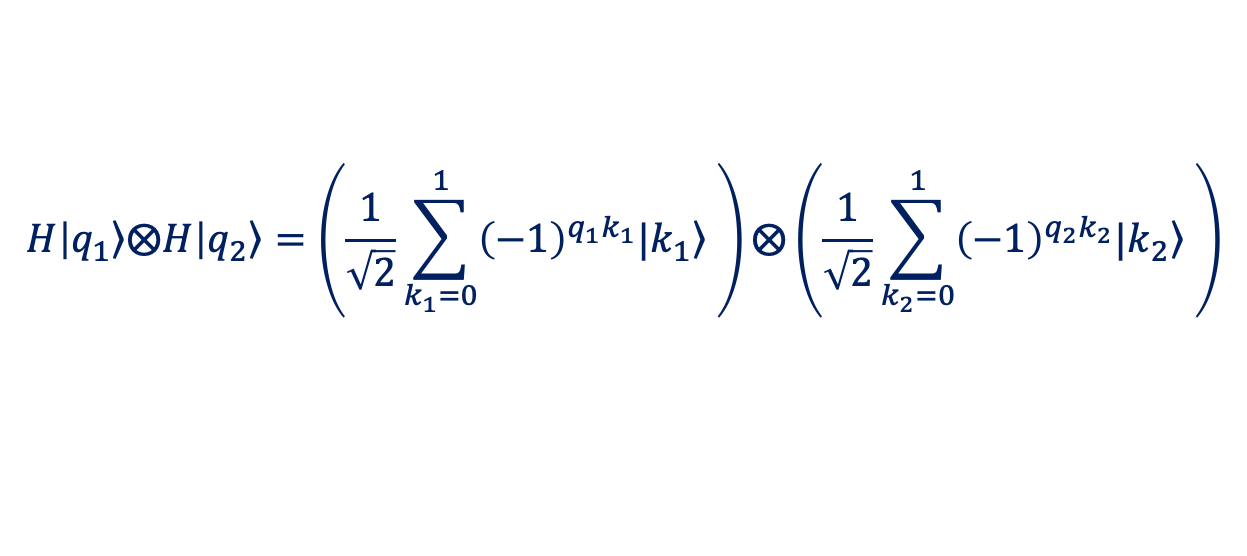 H|q₁⟩⊗H|q₂⟩ = (1/√2 ∑_{k₁=0}^{1} (−1)^{q₁k₁}|k₁⟩) ⊗ (1/√2 ∑_{k₂=0}^{1} (−1)^{q₂k₂}|k₂⟩)